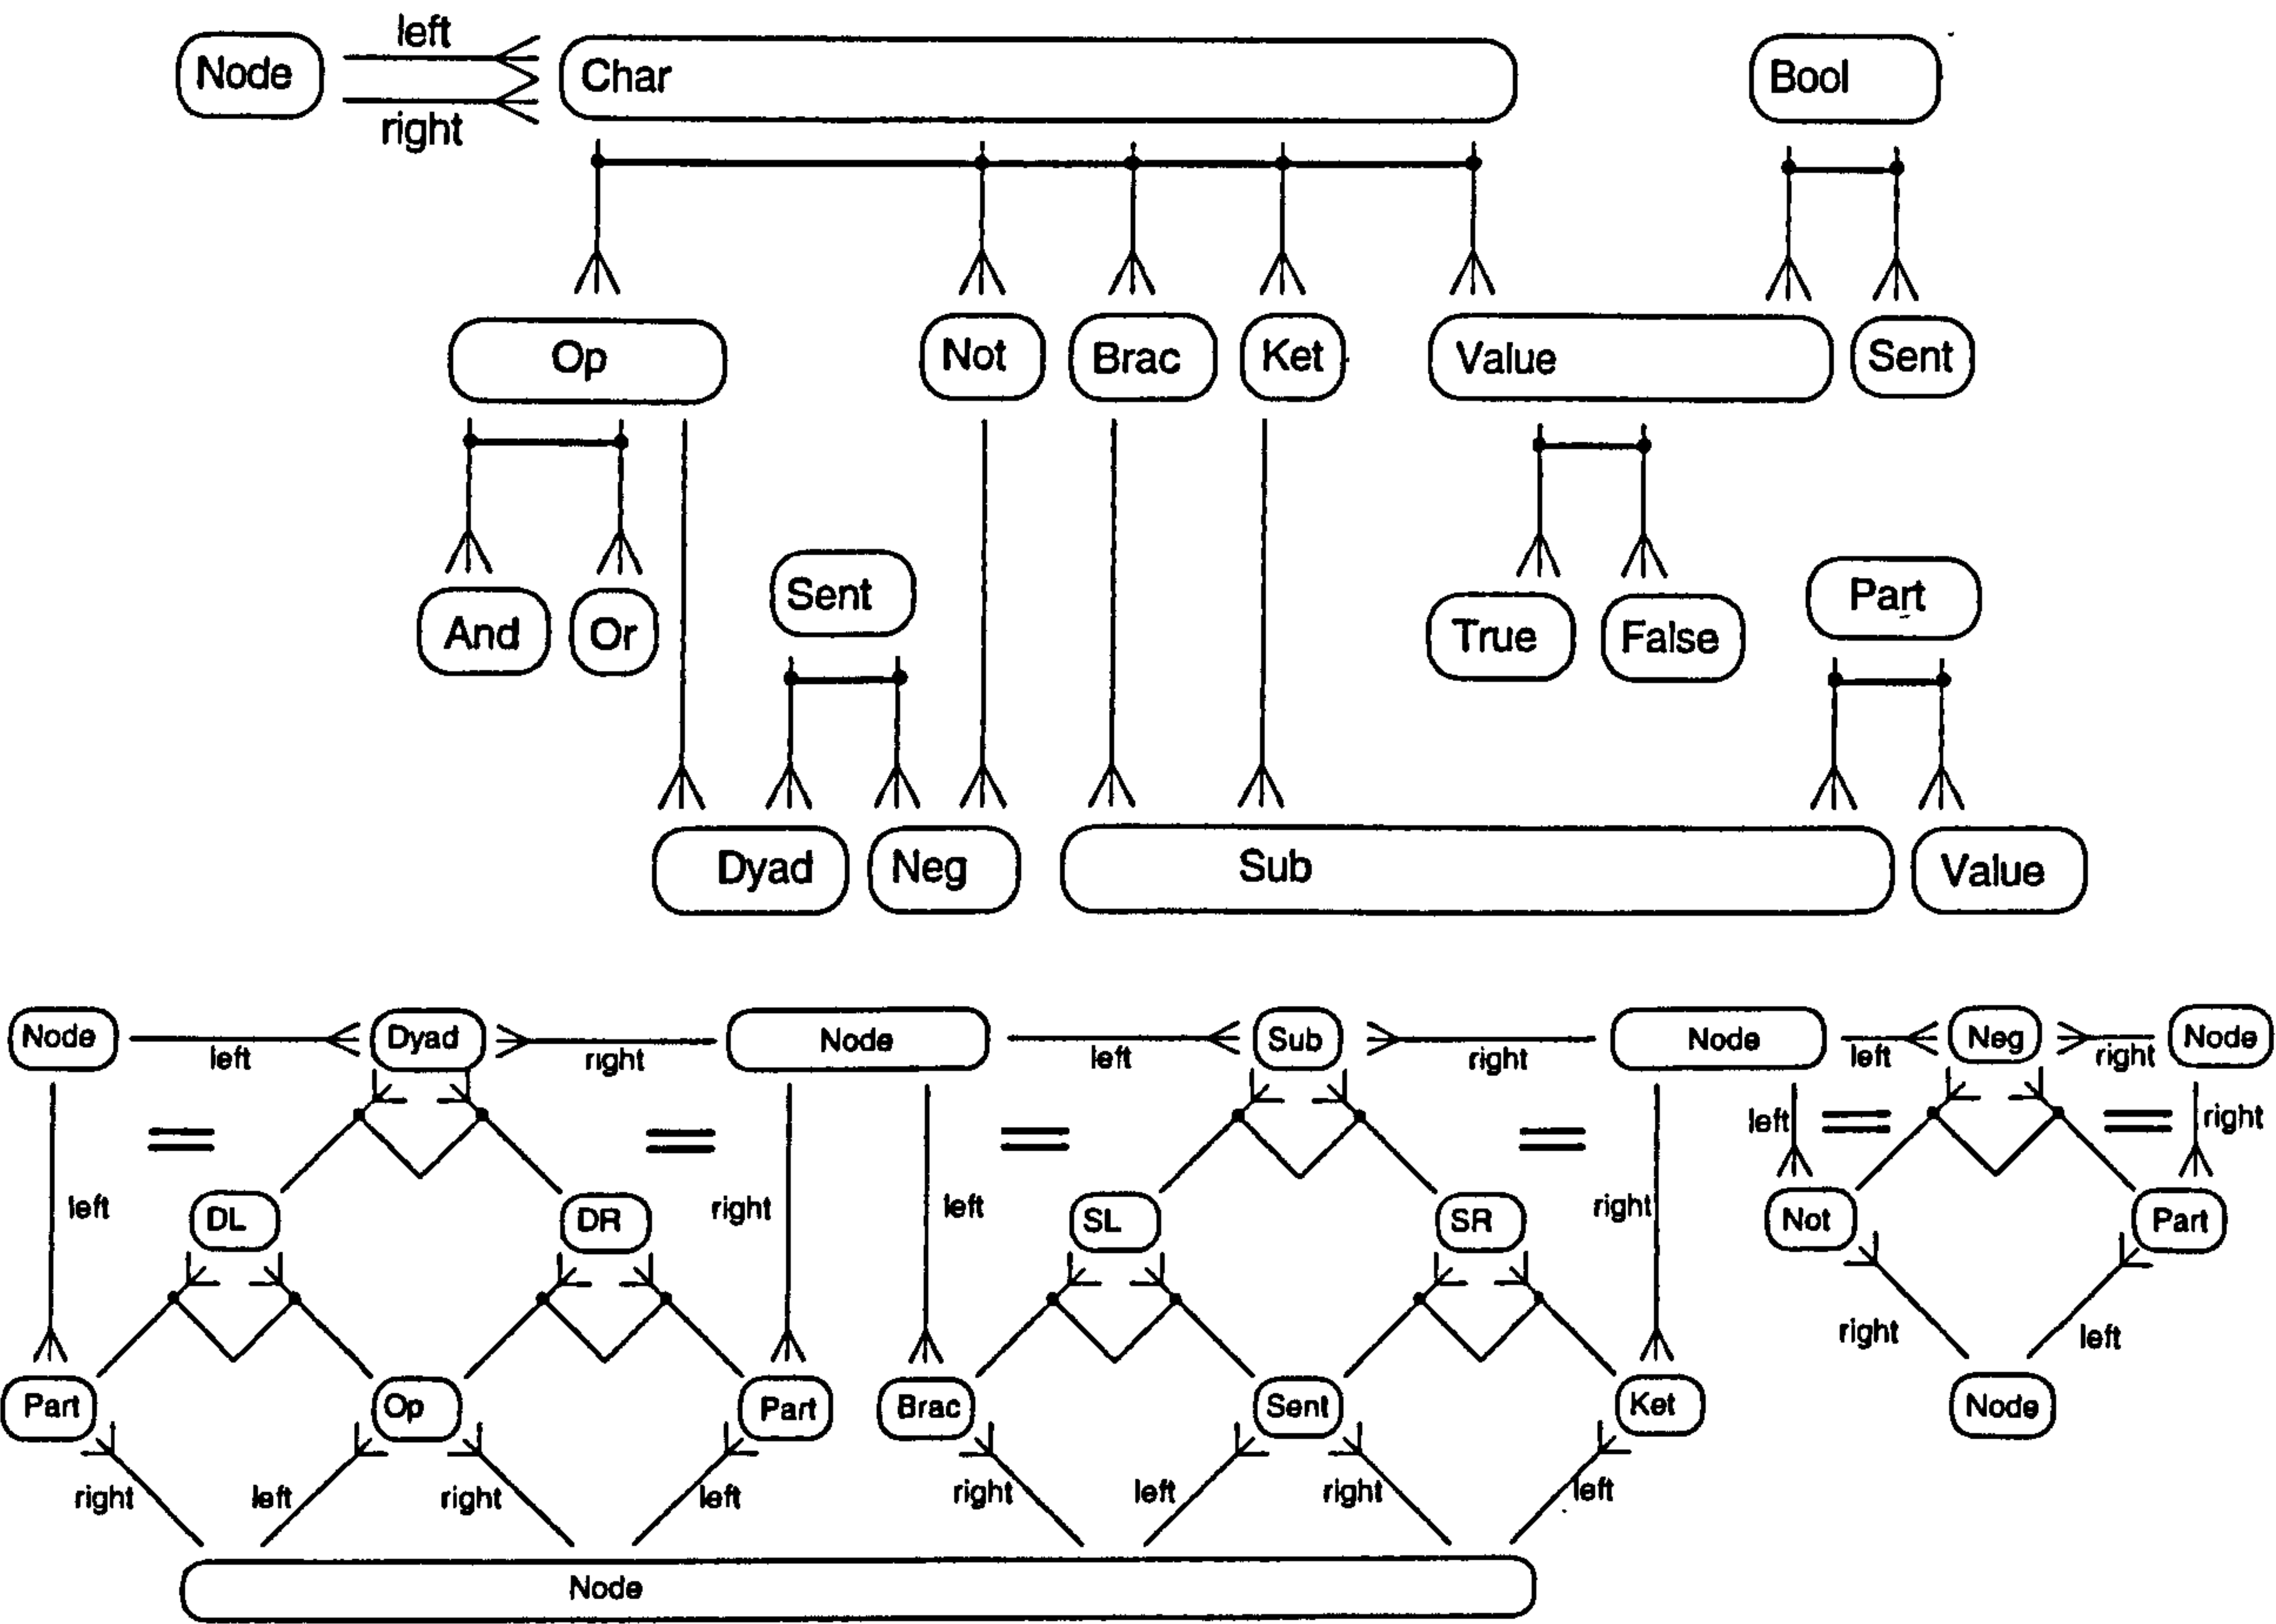 left
Node
Char
Bool
right
Op
Not
Brac
Ket
Value
Sent
Sent
Part
And
Or
True
False
Dyad
Neg
Sub
Value
Node
left
Dyad
right
Node
left
Sub
right
Node
left
Neg
right
Node
left
right
left
DL
DR
right
left
SL
SR
right
Not
Part
right
left
Part
Op
Part
Brac
Sent
Ket
Node
right
left
right
left
right
left
right
left
Node